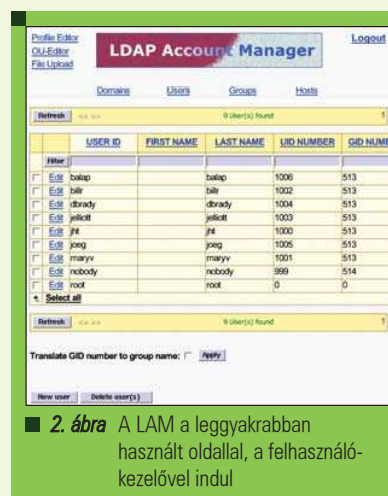 Profile Editor
OU-Editor
File Upload
LDAP Account Manager
Logout
Domains Users Groups Hosts
Refresh << >> 9 User(s) found 1
USER ID FIRST NAME LAST NAME UID NUMBER GID NUME
Filter
Edit balap balap 1006 513
Edit billr billr 1002 513
Edit dbrady dbrady 1004 513
Edit jelliott jelliott 1003 513
Edit jht jht 1000 513
Edit joeg joeg 1005 513
Edit maryv maryv 1001 513
Edit nobody nobody 999 514
Edit root root 0 0
Select all
Refresh << >> 9 User(s) found 1
Translate GID number to group name: Apply
New user Delete user(s)
2. ábra A LAM a leggyakrabban
használt oldallal, a felhasználó-
kezelővel indul